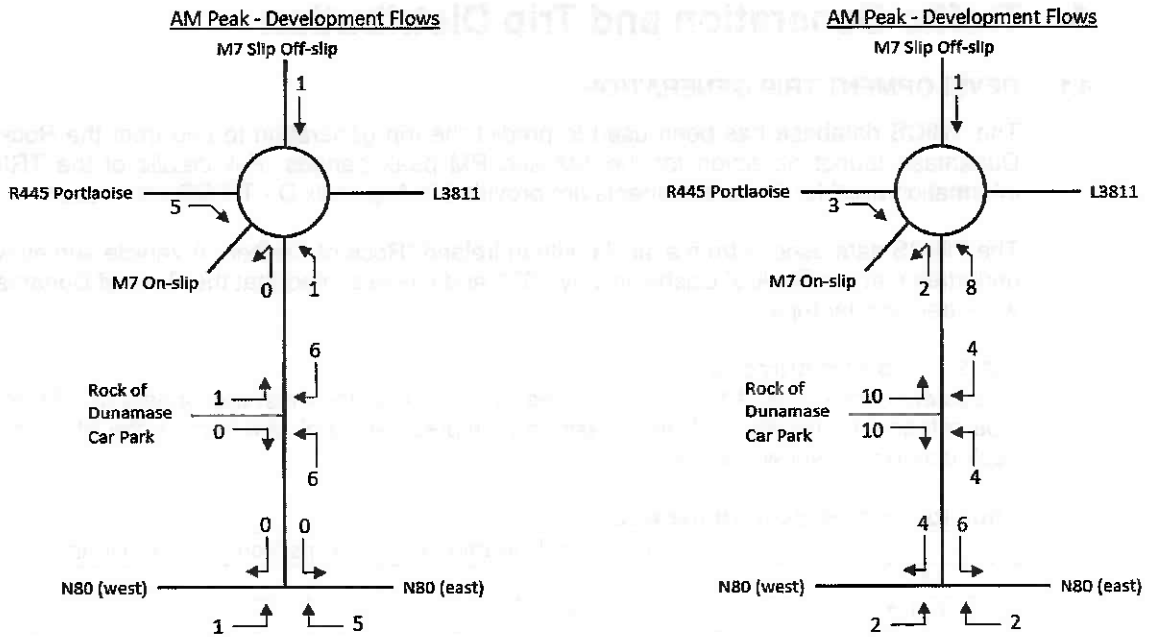 AM Peak - Development Flows
M7 Slip Off-slip
1
R445 Portlaoise
L3811
5
M7 On-slip
0
1
6
Rock of
1
Dunamase
Car Park
0
6
0
0
N80 (west)
N80 (east)
1
5
AM Peak - Development Flows
M7 Slip Off-slip
1
R445 Portlaoise
L3811
3
M7 On-slip
2
8
4
Rock of
10
Dunamase
Car Park
10
4
4
6
N80 (west)
N80 (east)
2
2